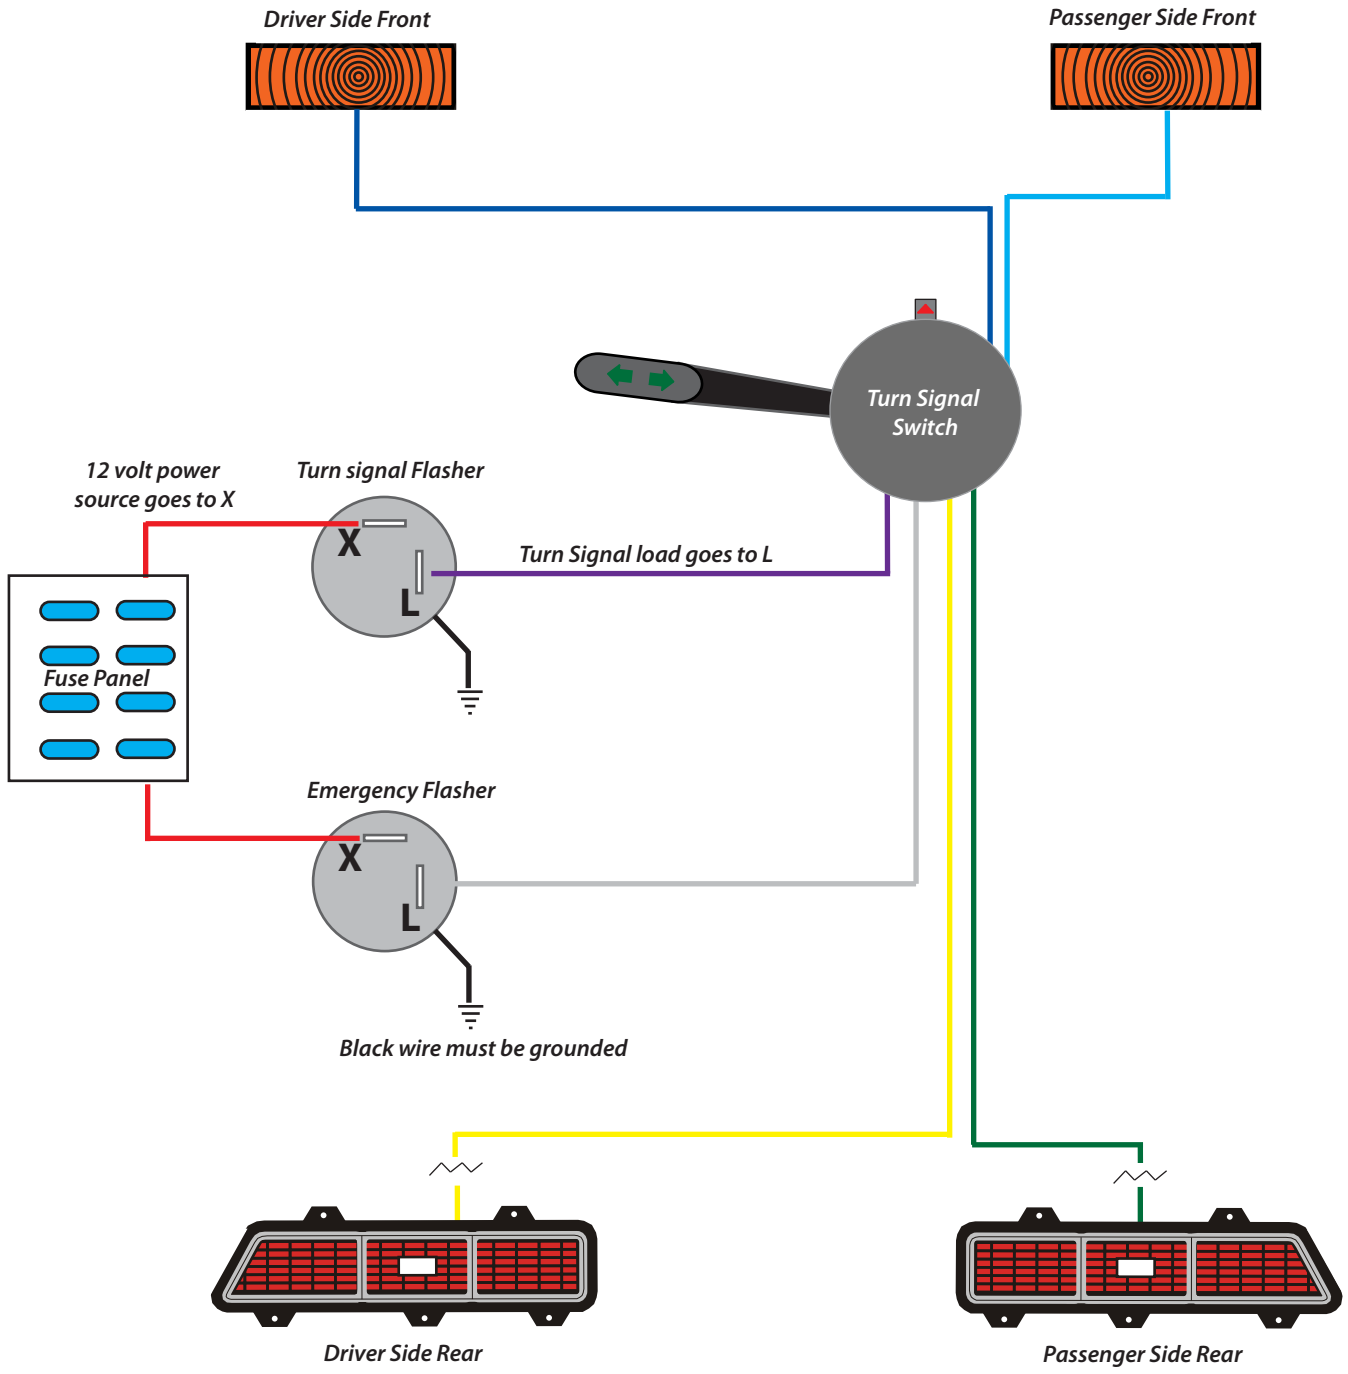 Driver Side Front
Passenger Side Front
Turn Signal
Switch
12 volt power
source goes to X
Turn signal Flasher
X
L
Turn Signal load goes to L
Fuse Panel
Emergency Flasher
X
L
Black wire must be grounded
Driver Side Rear
Passenger Side Rear